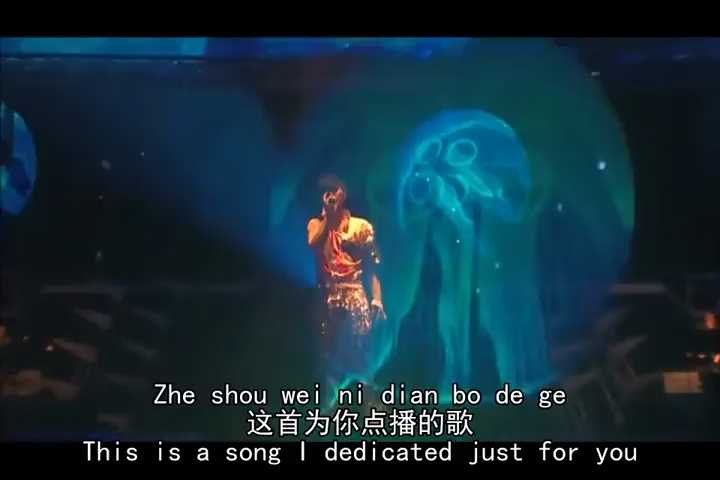 Zhe shou wei ni dian bo de ge
这首为你点播的歌
This is a song I dedicated just for you